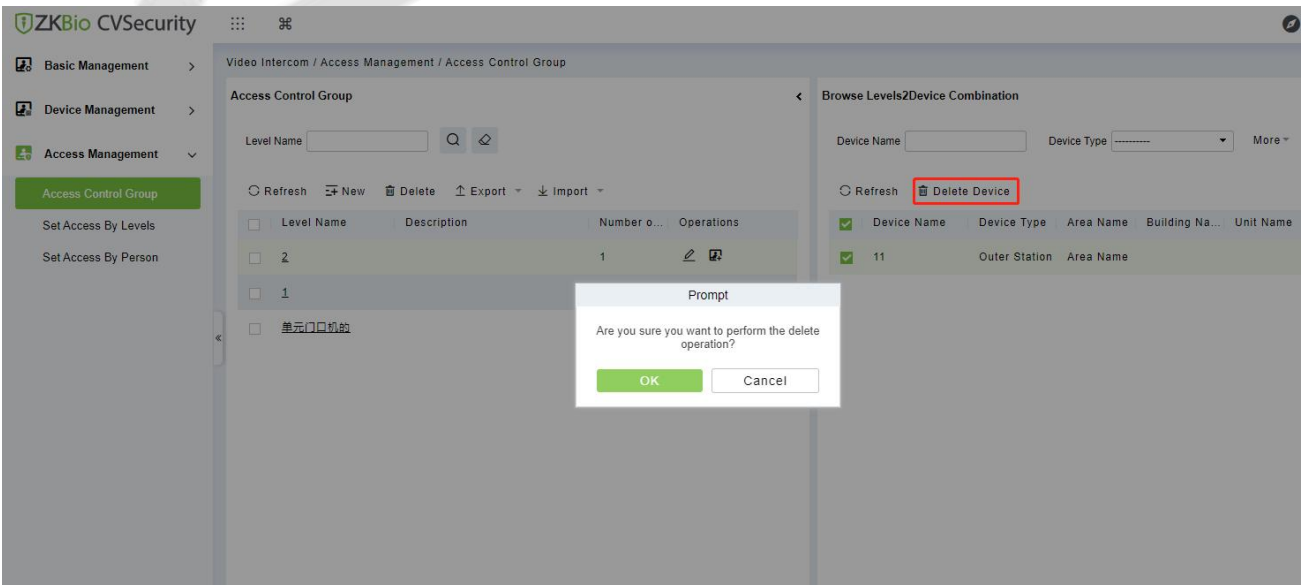 ZKBio CVSecurity
Basic Management
Device Management
Access Management
Access Control Group
Set Access By Levels
Set Access By Person
Video Intercom / Access Management / Access Control Group
Access Control Group
Level Name
Refresh New Delete Export Import
Level Name Description Number o... Operations
2 1
1
单元门口机的
Browse Levels2Device Combination
Device Name Device Type ---------- More
Refresh Delete Device
Device Name Device Type Area Name Building Na... Unit Name
11 Outer Station Area Name
Prompt
Are you sure you want to perform the delete
operation?
OK Cancel